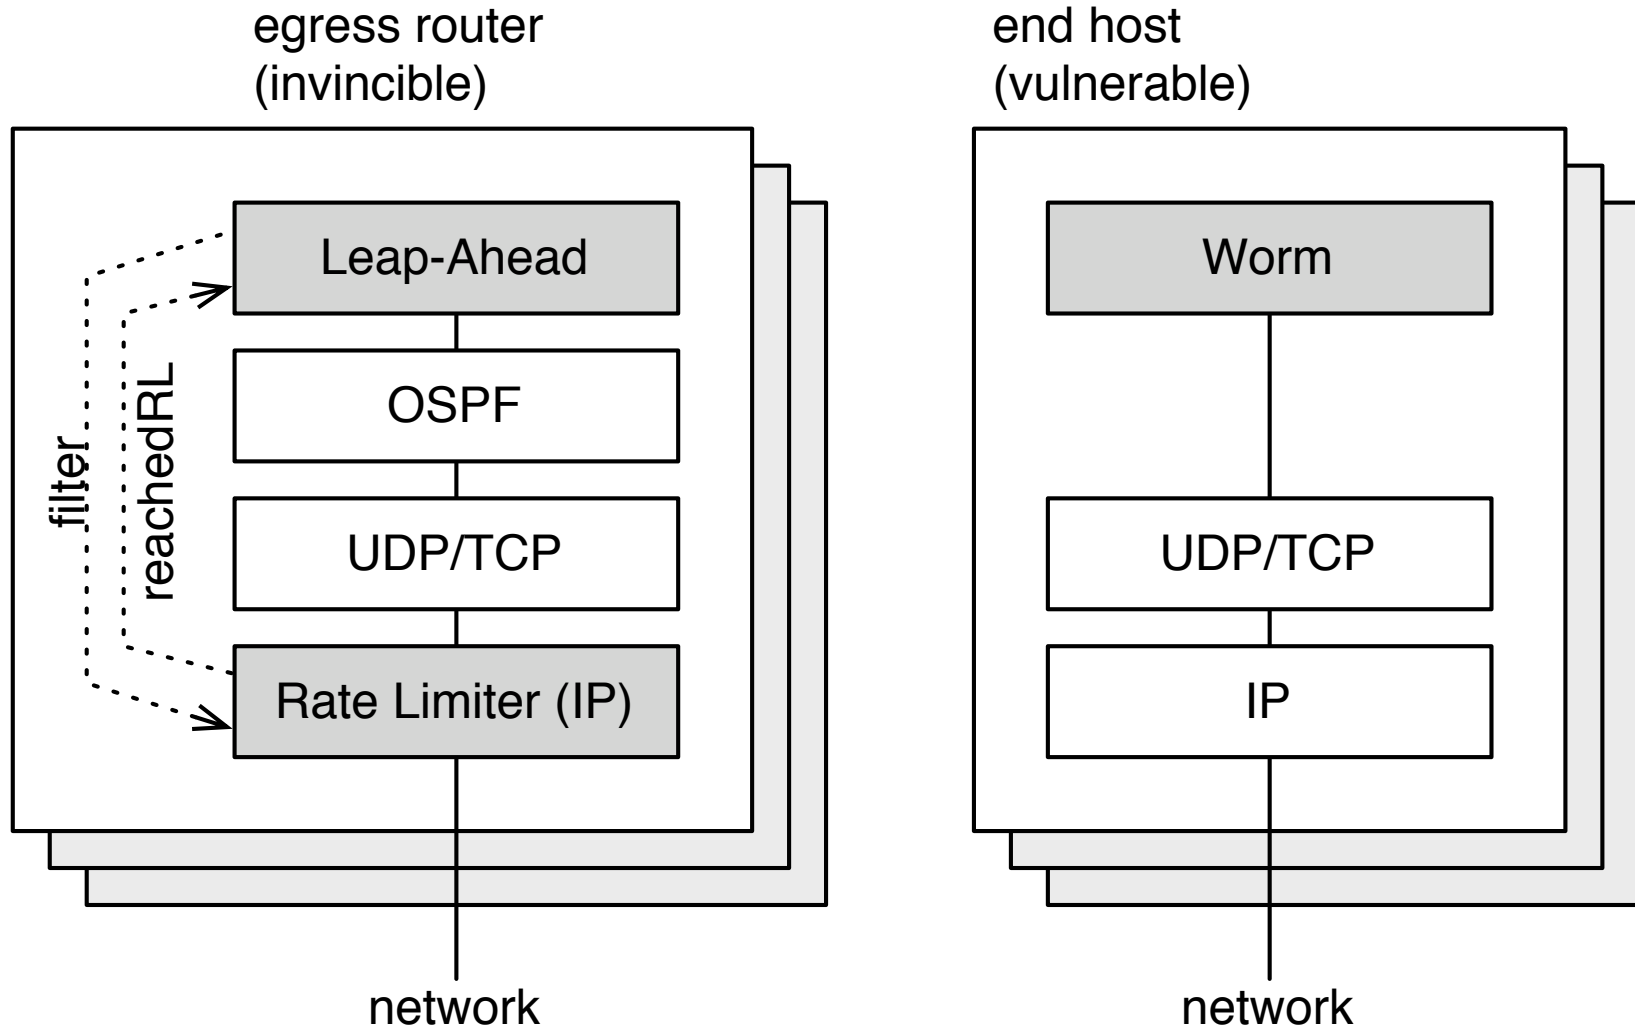 egress router
(invincible)
end host
(vulnerable)
Leap-Ahead
OSPF
UDP/TCP
Rate Limiter (IP)
filter
reachedRL
network
Worm
UDP/TCP
IP
network